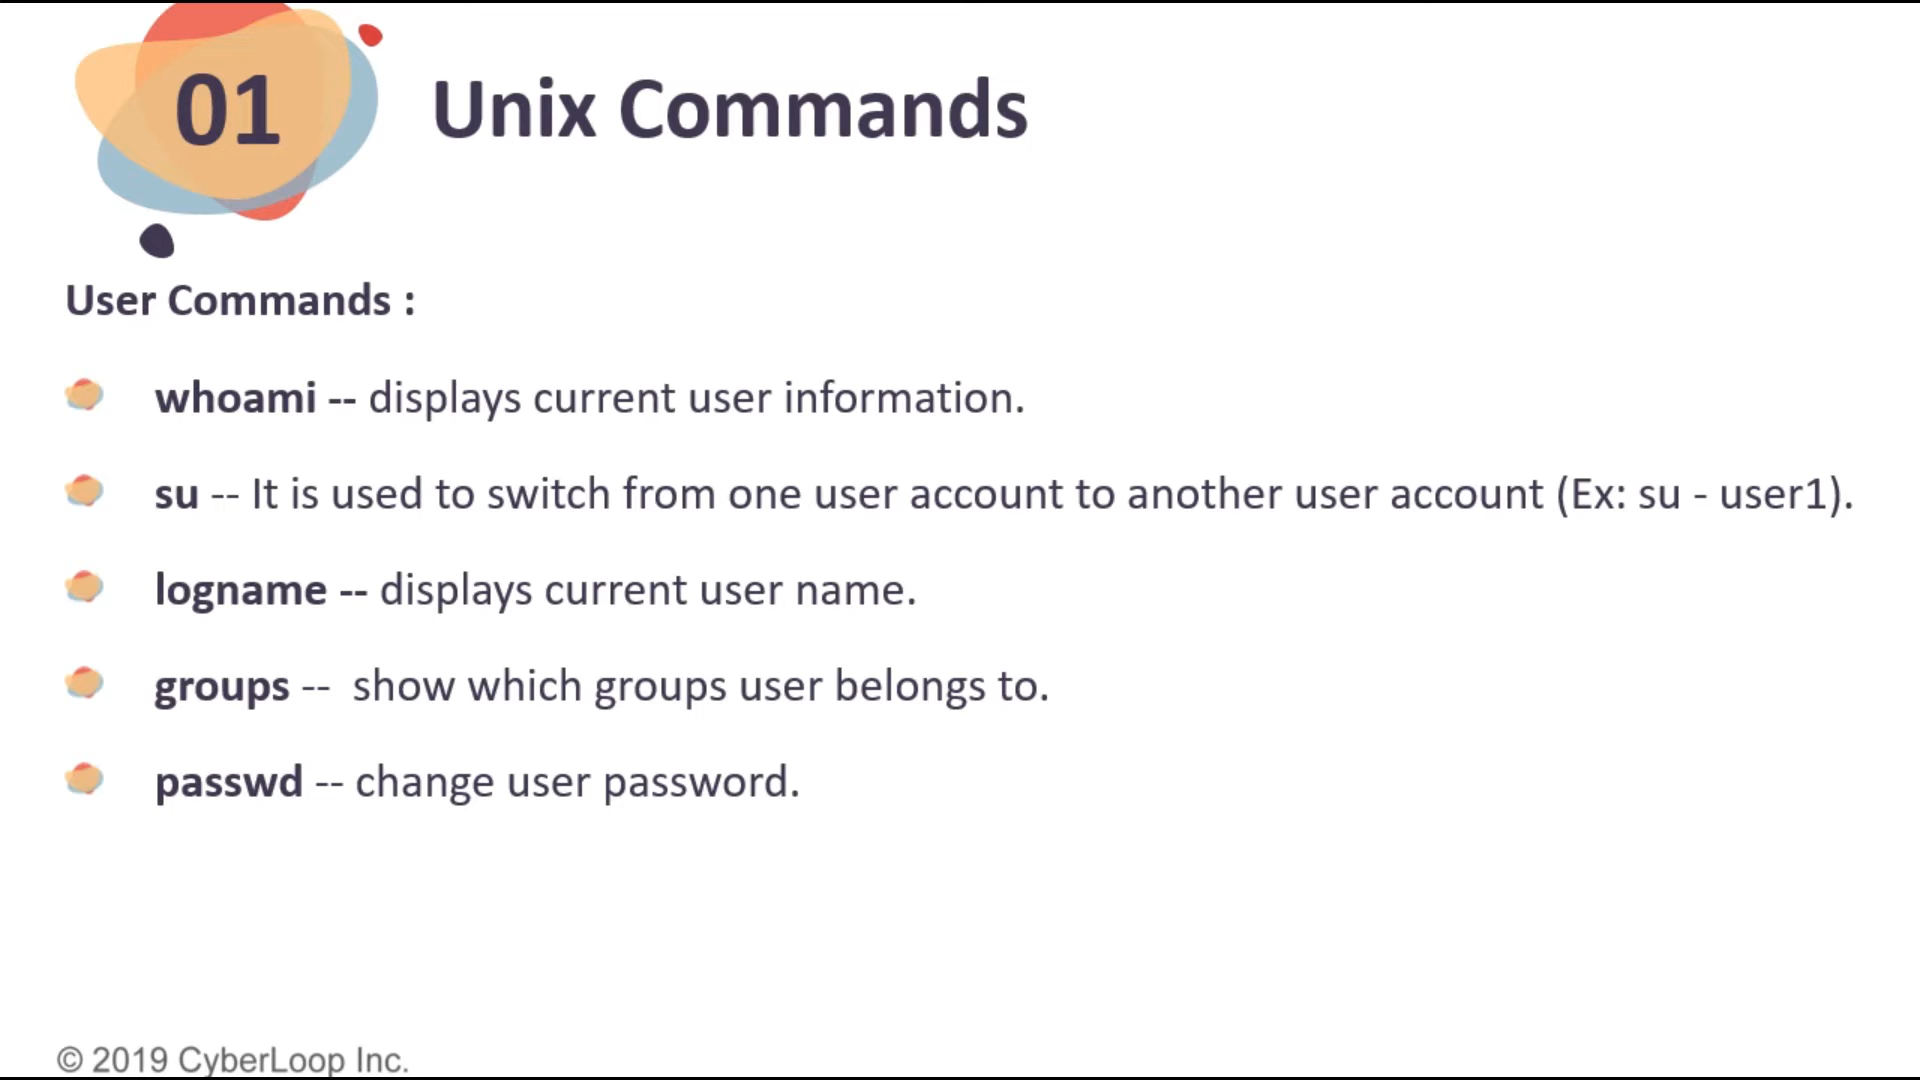 01
Unix Commands
User Commands :
whoami -- displays current user information.
su -- It is used to switch from one user account to another user account (Ex: su - user1).
logname -- displays current user name.
groups --  show which groups user belongs to.
passwd -- change user password.
© 2019 CyberLoop Inc.